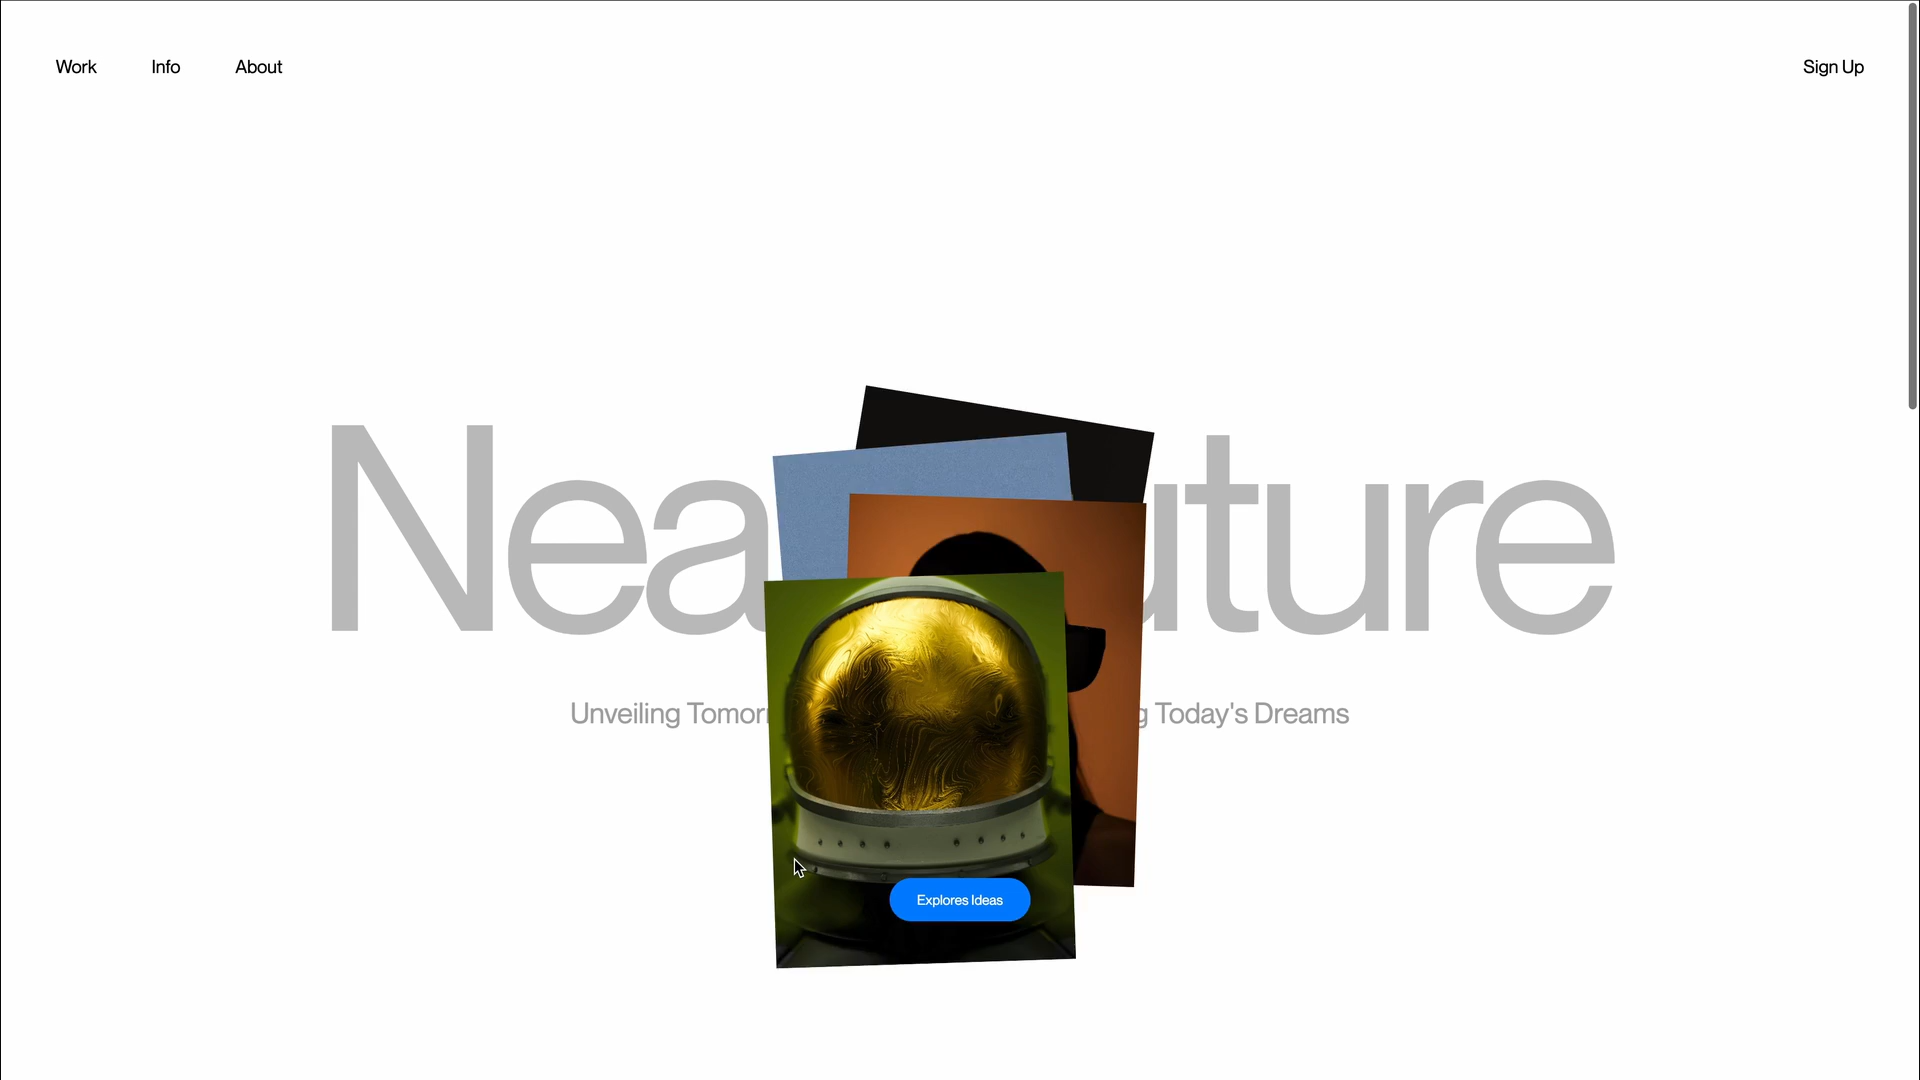 Work Info About Sign Up
Nea uture
Unveiling Tomor g Today's Dreams
Explores Ideas